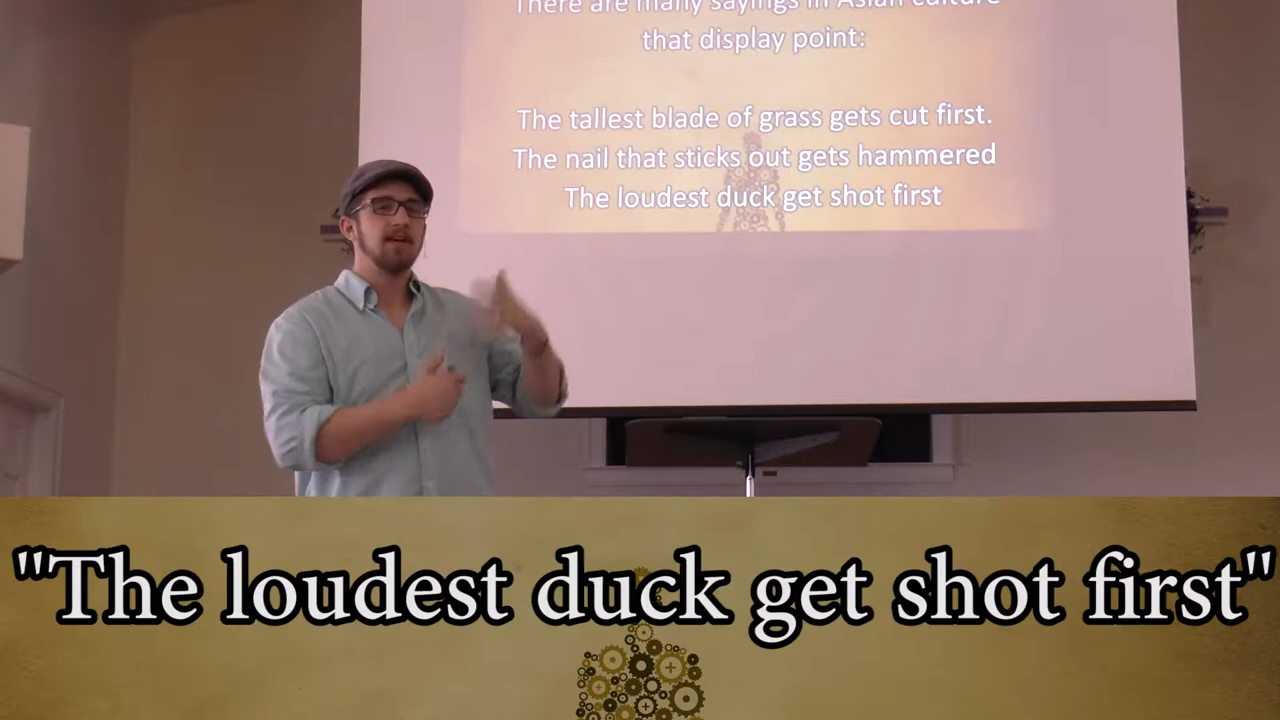 There are many sayings in Asian culture
that display point:
The tallest blade of grass gets cut first.
The nail that sticks out gets hammered
The loudest duck get shot first
"The loudest duck get shot first"